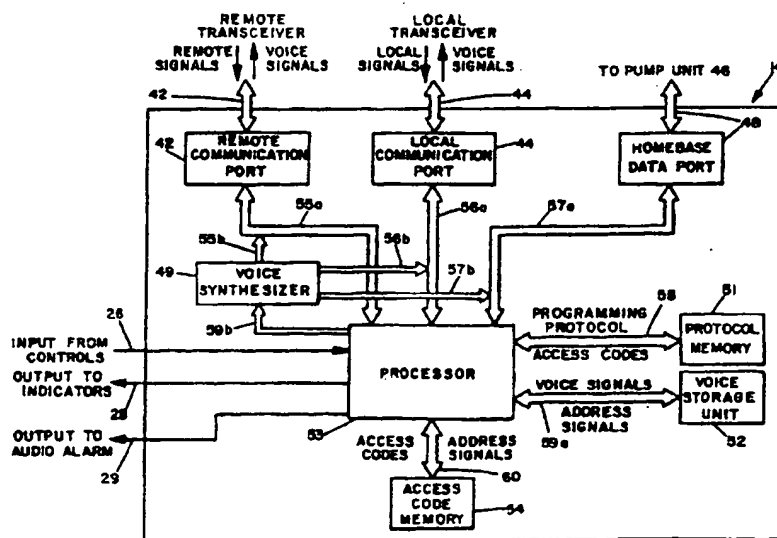 REMOTE
TRANSCEIVER
LOCAL
TRANSCEIVER
REMOTE
SIGNALS
VOICE
SIGNALS
LOCAL
SIGNALS
VOICE
SIGNALS
TO PUMP UNIT 46
42
44
48
42
REMOTE
COMMUNICATION
PORT
LOCAL
COMMUNICATION
PORT
44
HOMEBASE
DATA PORT
55a
56a
57a
55b
56b
49
VOICE
SYNTHESIZER
57b
59b
26
INPUT FROM
CONTROLS
OUTPUT TO
INDICATORS
28
OUTPUT TO
AUDIO ALARM
29
PROCESSOR
53
PROGRAMMING
PROTOCOL
58
ACCESS CODES
51
PROTOCOL
MEMORY
VOICE SIGNALS
ADDRESS
SIGNALS
59a
VOICE
STORAGE
UNIT
52
ACCESS
CODES
ADDRESS
SIGNALS
60
ACCESS
CODE
MEMORY
54